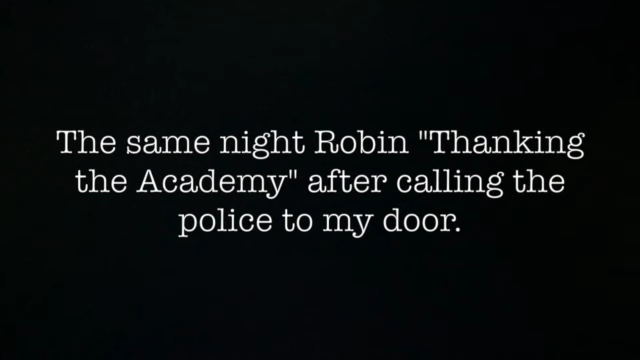 The same night Robin "Thanking
the Academy" after calling the
police to my door.